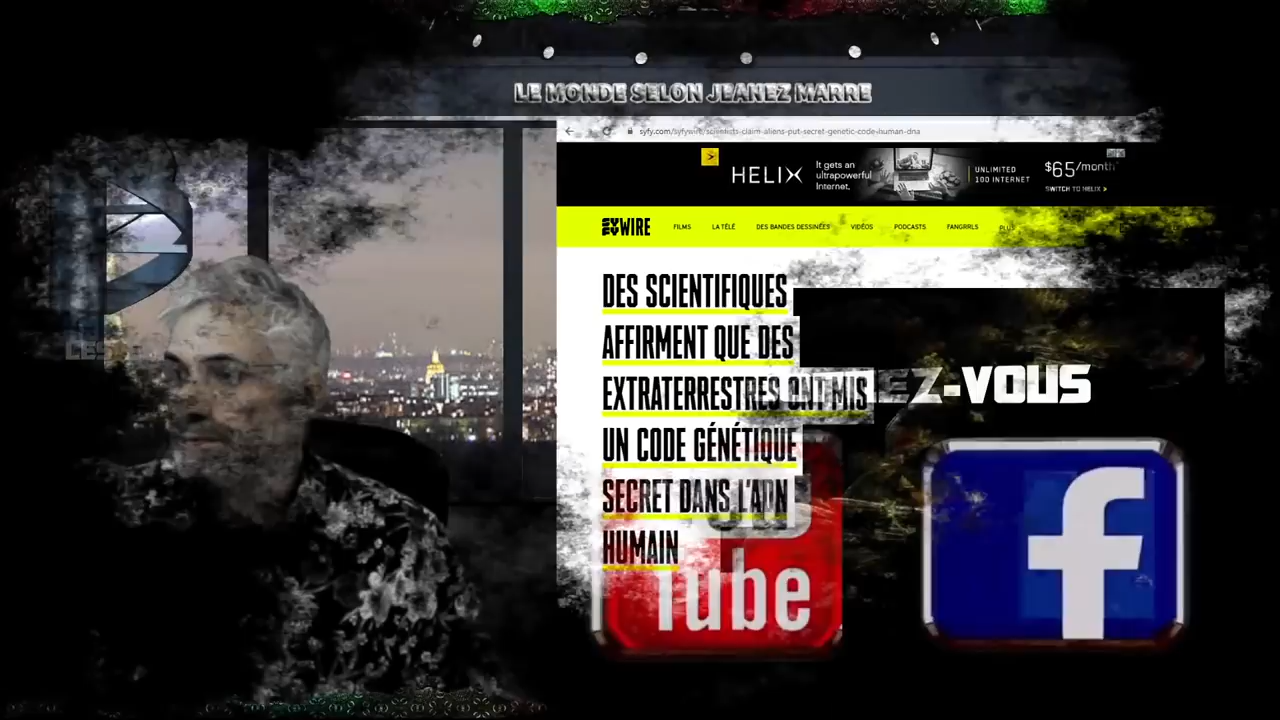 LE MONDE SELON JEANEZ MARRE
syfy.com/syfywire/scientists-claim-aliens-put-secret-genetic-code-human-dna
HELIX
It gets an
ultrapowerful
Internet.
UNLIMITED
100 INTERNET
$65/month
SWITCH TO HELIX >
SYFY WIRE FILMS LA TÉLÉ DES BANDES DESSINÉES VIDÉOS PODCASTS FANGRRLS PLUS
DES SCIENTIFIQUES
AFFIRMENT QUE DES
EXTRATERRESTRES ONT MIS
UN CODE GÉNÉTIQUE
SECRET DANS L'ADN
HUMAIN
EZ-VOUS
LES
Tube
f